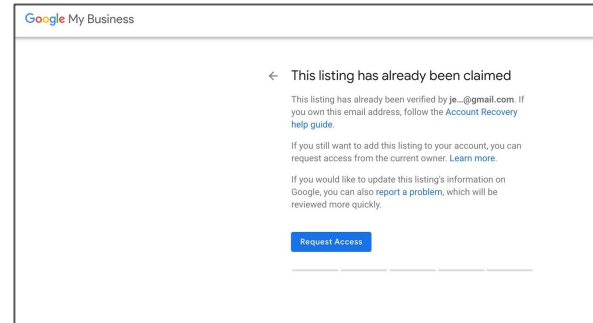 Google My Business
This listing has already been claimed
This listing has already been verified by je...@gmail.com. If
you own this email address, follow the Account Recovery
help guide.
If you still want to add this listing to your account, you can
request access from the current owner. Learn more.
If you would like to update this listing's information on
Google, you can also report a problem, which will be
reviewed more quickly.
Request Access